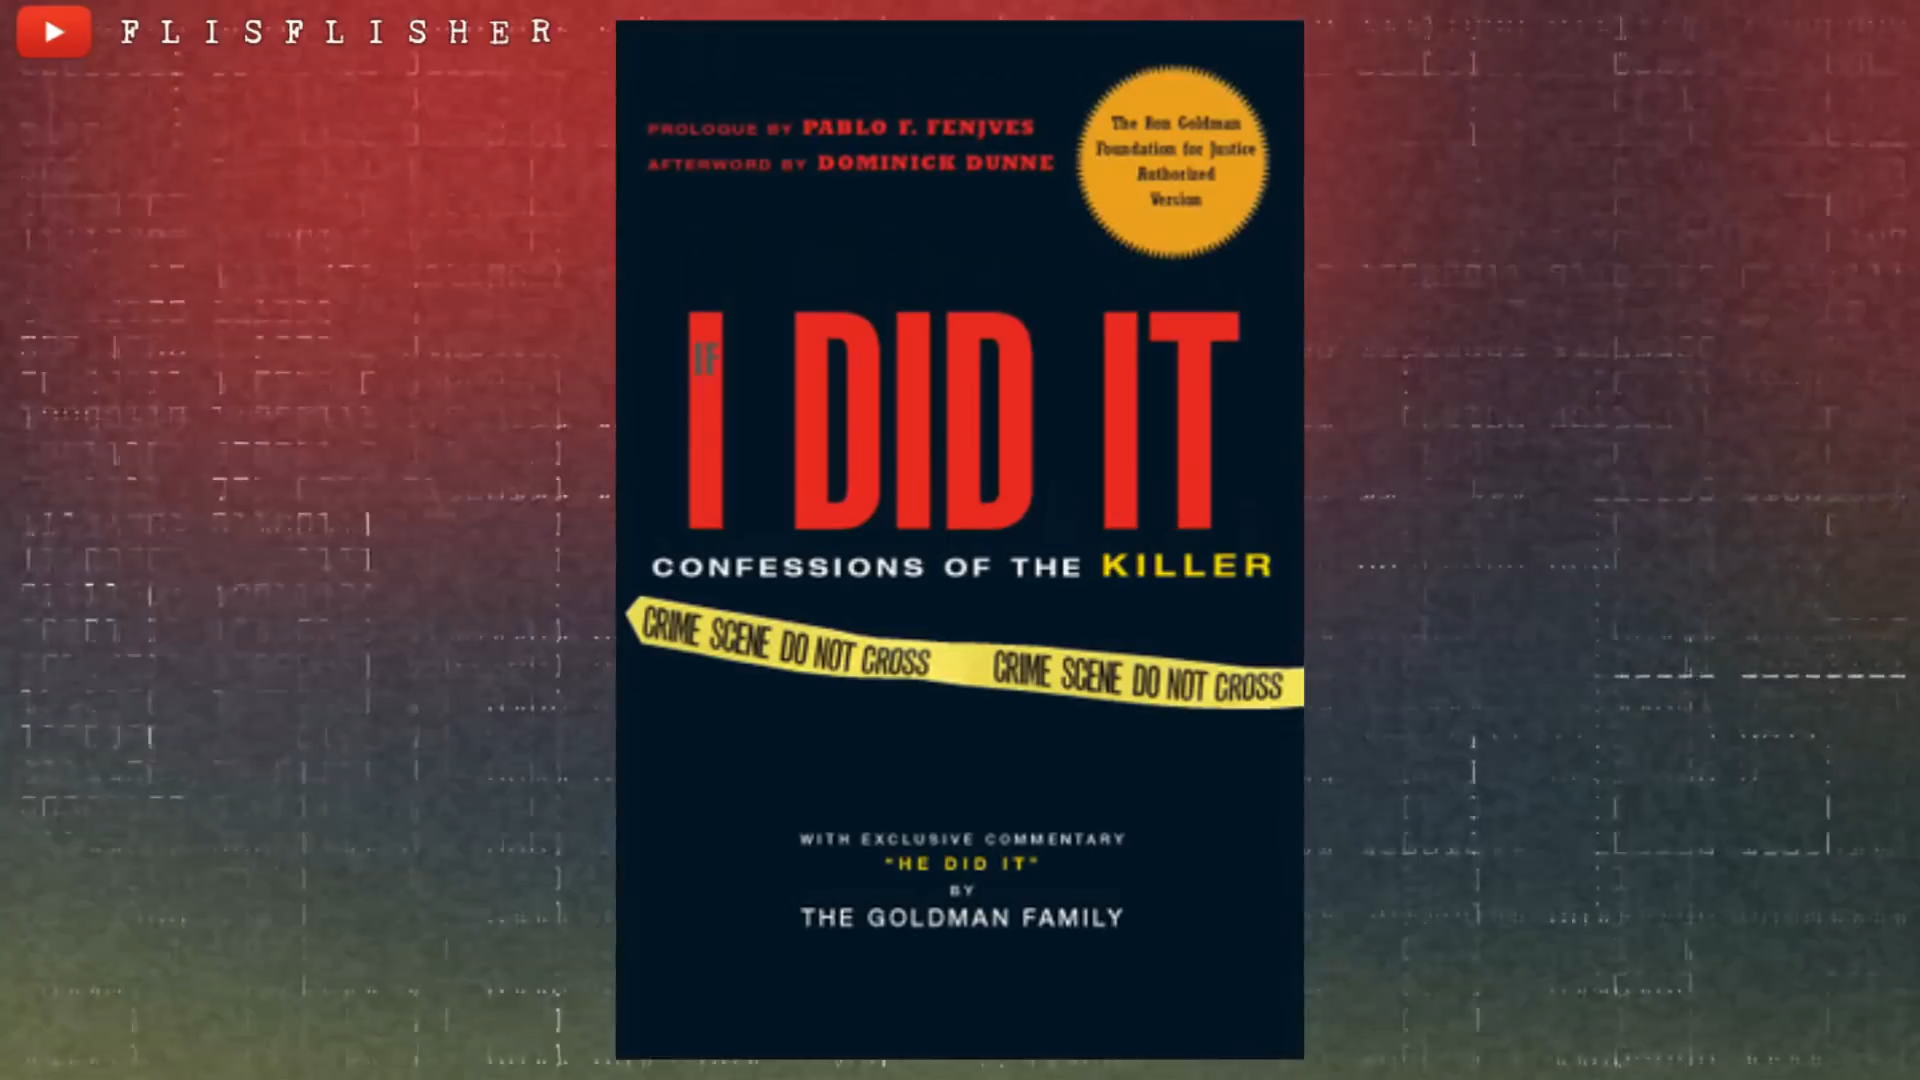 FLISFLISHER
PROLOGUE BY PABLO F. FENJVES
AFTERWORD BY DOMINICK DUNNE
The Ron Goldman
Foundation for Justice
Authorized
Version
IF
I DID IT
CONFESSIONS OF THE KILLER
CRIME SCENE DO NOT CROSS CRIME SCENE DO NOT CROSS
WITH EXCLUSIVE COMMENTARY
"HE DID IT"
BY
THE GOLDMAN FAMILY